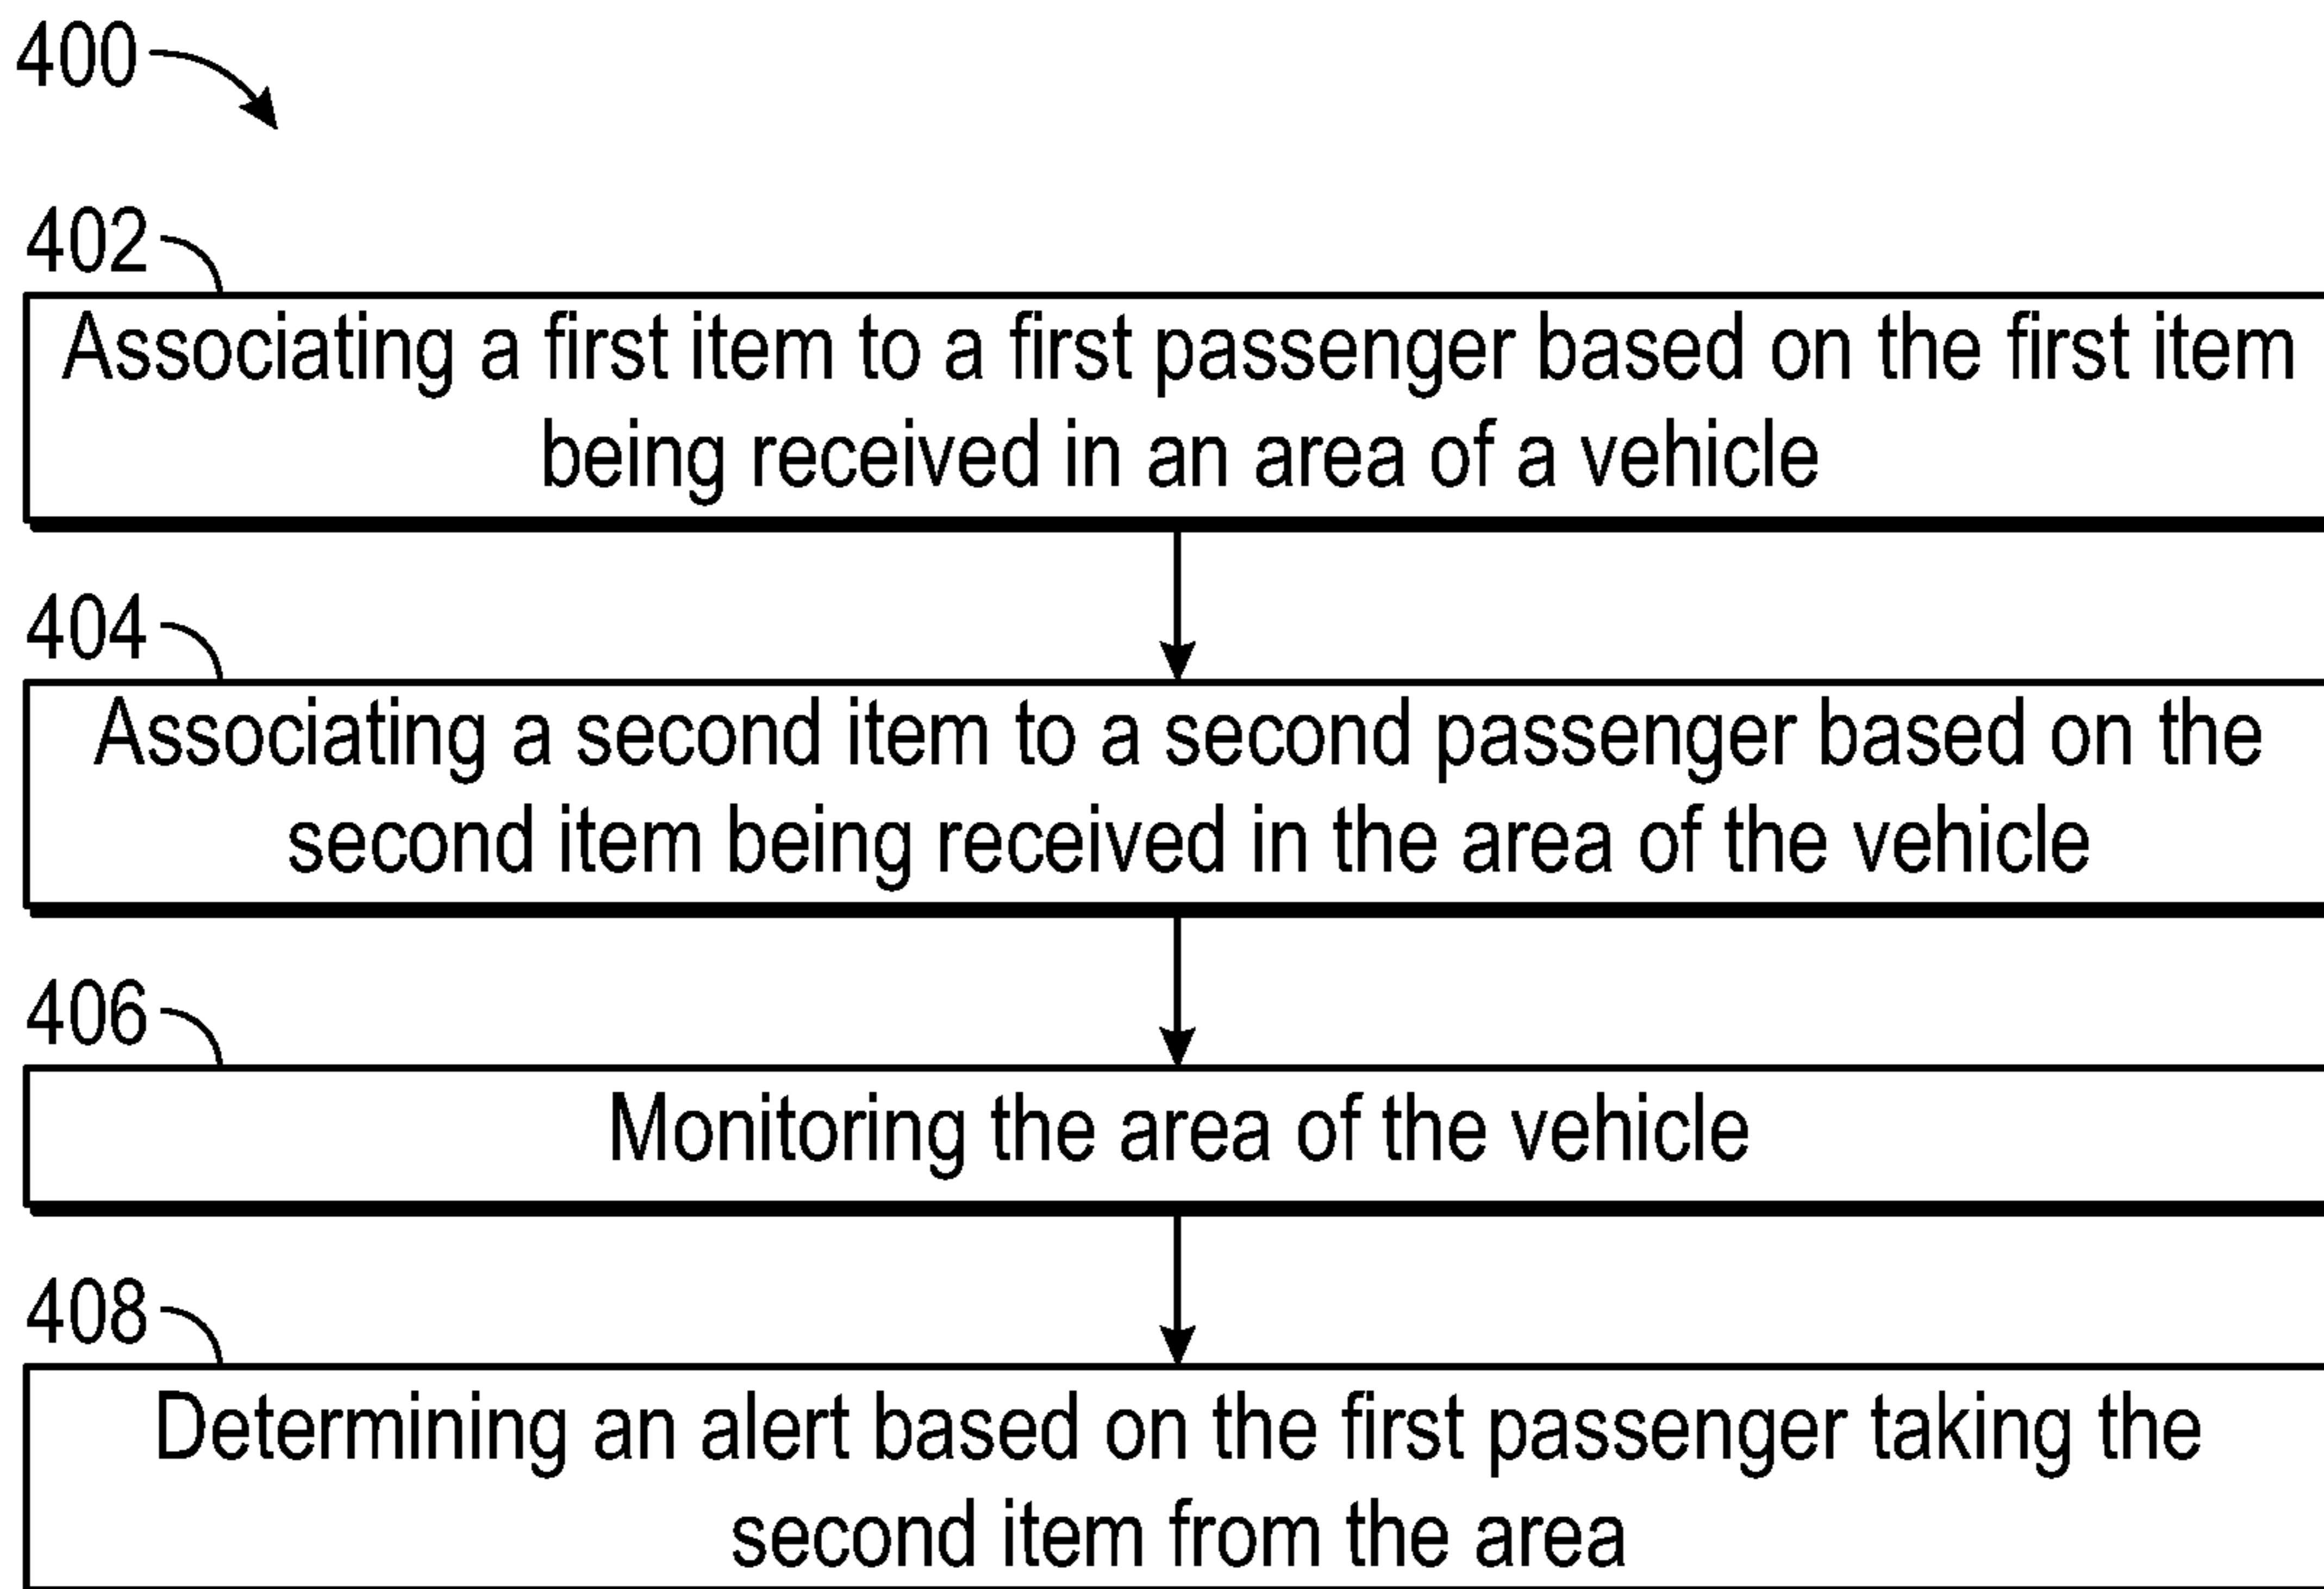 400
402
Associating a first item to a first passenger based on the first item
being received in an area of a vehicle
404
Associating a second item to a second passenger based on the
second item being received in the area of the vehicle
406
Monitoring the area of the vehicle
408
Determining an alert based on the first passenger taking the
second item from the area